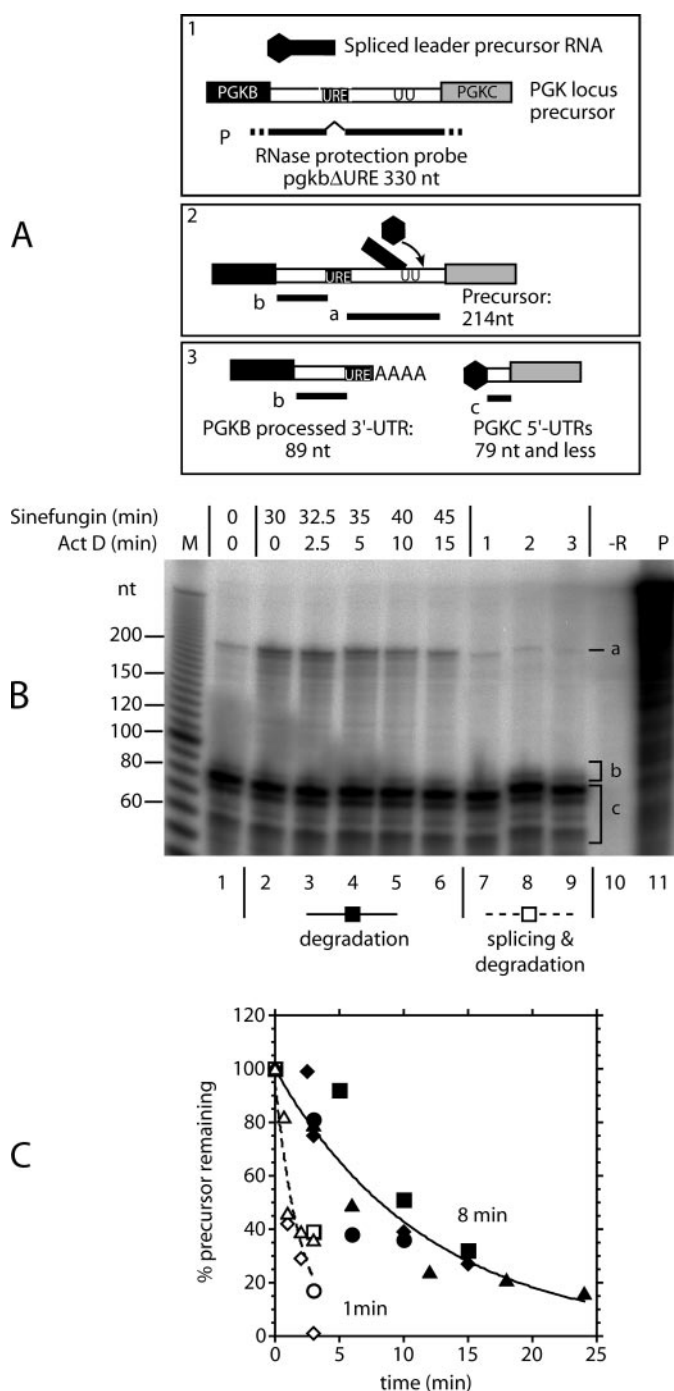 1
Spliced leader precursor RNA
PGKB URE UU PGKC PGK locus
precursor
P
RNase protection probe
pgkbΔURE 330 nt
A
2
URE UU
b a Precursor:
214nt
3
URE AAAA
b c
PGKB processed 3'-UTR:
89 nt
PGKC 5'-UTRs
79 nt and less
Sinefungin (min) 0 30 32.5 35 40 45
Act D (min) M 0 0 2.5 5 10 15 1 2 3 -R P
nt
200
a
150
B
120
100
80
b
60
c
1 2 3 4 5 6 7 8 9 10 11
degradation
splicing &
degradation
C
% precursor remaining
120
100
80
60
40
20
0
8 min
1min
0 5 10 15 20 25
time (min)